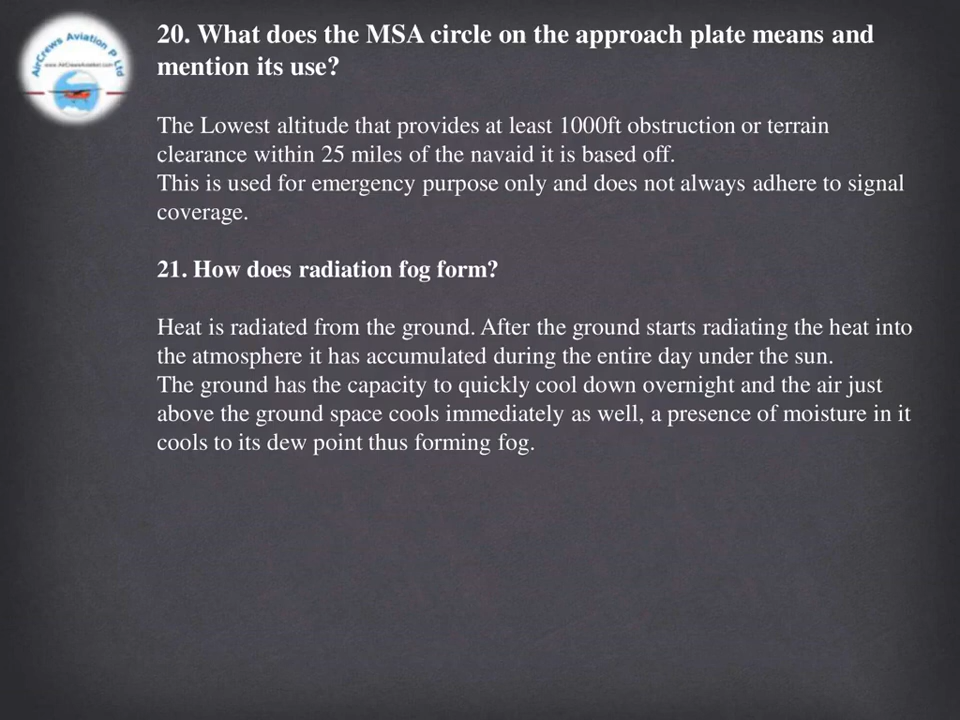 AirCrews Aviation P Ltd
www.AirCrewsAviation.com
20. What does the MSA circle on the approach plate means and
mention its use?
The Lowest altitude that provides at least 1000ft obstruction or terrain
clearance within 25 miles of the navaid it is based off.
This is used for emergency purpose only and does not always adhere to signal
coverage.
21. How does radiation fog form?
Heat is radiated from the ground. After the ground starts radiating the heat into
the atmosphere it has accumulated during the entire day under the sun.
The ground has the capacity to quickly cool down overnight and the air just
above the ground space cools immediately as well, a presence of moisture in it
cools to its dew point thus forming fog.